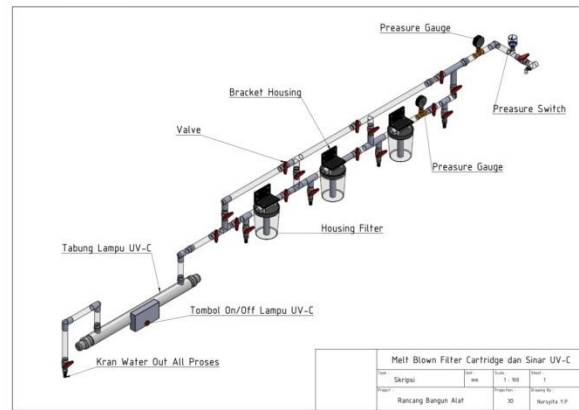 Preasure Gauge
Bracket Housing
Valve
Preasure Switch
Preasure Gauge
Housing Filter
Tabung Lampu UV-C
Tombol On/Off Lampu UV-C
Kran Water Out All Proses
Melt Blown Filter Cartridge dan Sinar UV-C
Skripsi
mm
1 : 100
1
Rancang Bangun Alat
3D
Nursyifa Y.P